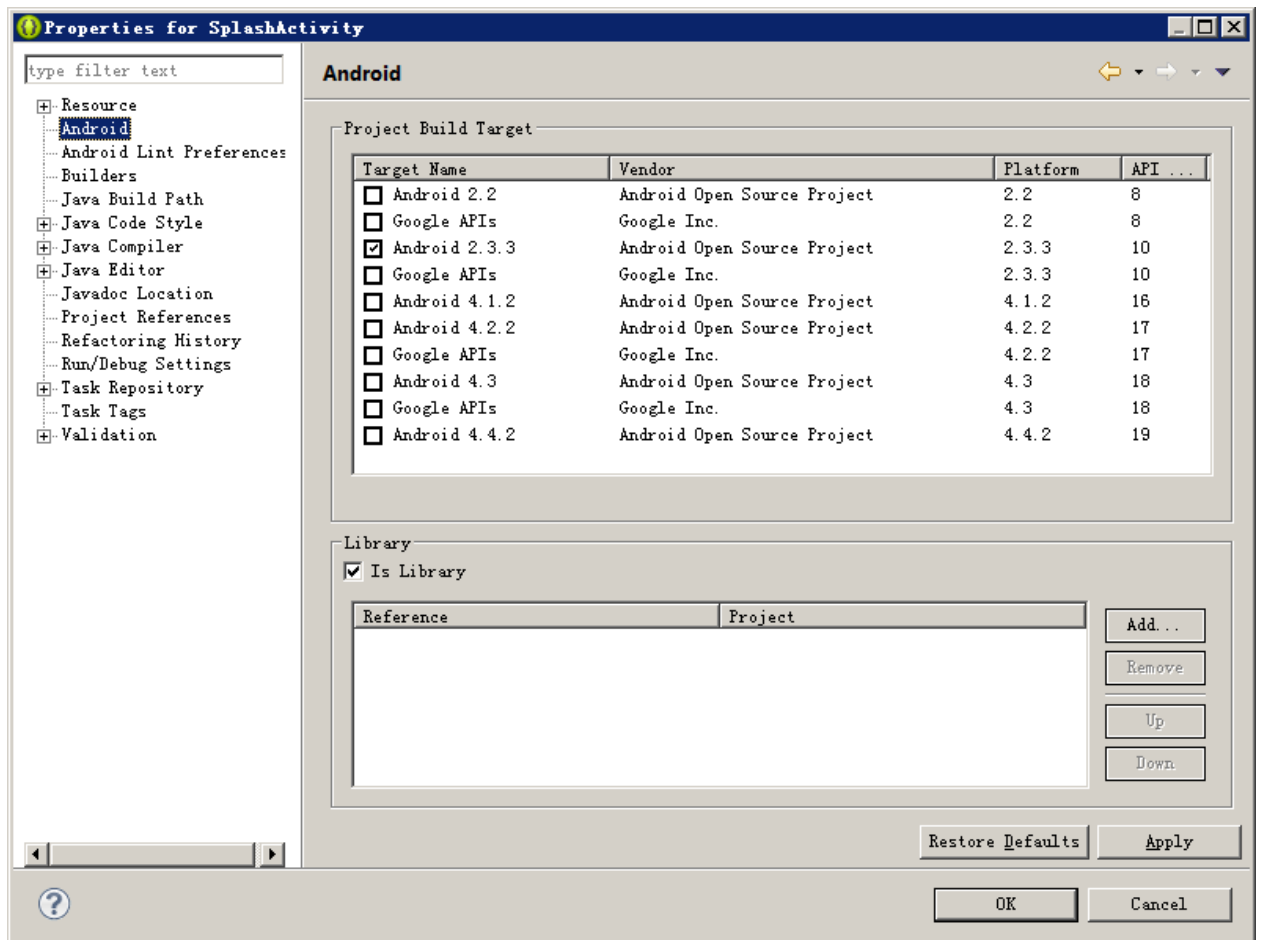 Properties for SplashActivity
type filter text
Resource
Android
Android Lint Preferences
Builders
Java Build Path
Java Code Style
Java Compiler
Java Editor
Javadoc Location
Project References
Refactoring History
Run/Debug Settings
Task Repository
Task Tags
Validation
Android
Project Build Target
Target Name Vendor Platform API ...
Android 2.2 Android Open Source Project 2.2 8
Google APIs Google Inc. 2.2 8
Android 2.3.3 Android Open Source Project 2.3.3 10
Google APIs Google Inc. 2.3.3 10
Android 4.1.2 Android Open Source Project 4.1.2 16
Android 4.2.2 Android Open Source Project 4.2.2 17
Google APIs Google Inc. 4.2.2 17
Android 4.3 Android Open Source Project 4.3 18
Google APIs Google Inc. 4.3 18
Android 4.4.2 Android Open Source Project 4.4.2 19
Library
Is Library
Reference Project
Add...
Remove
Up
Down
Restore Defaults Apply
? OK Cancel